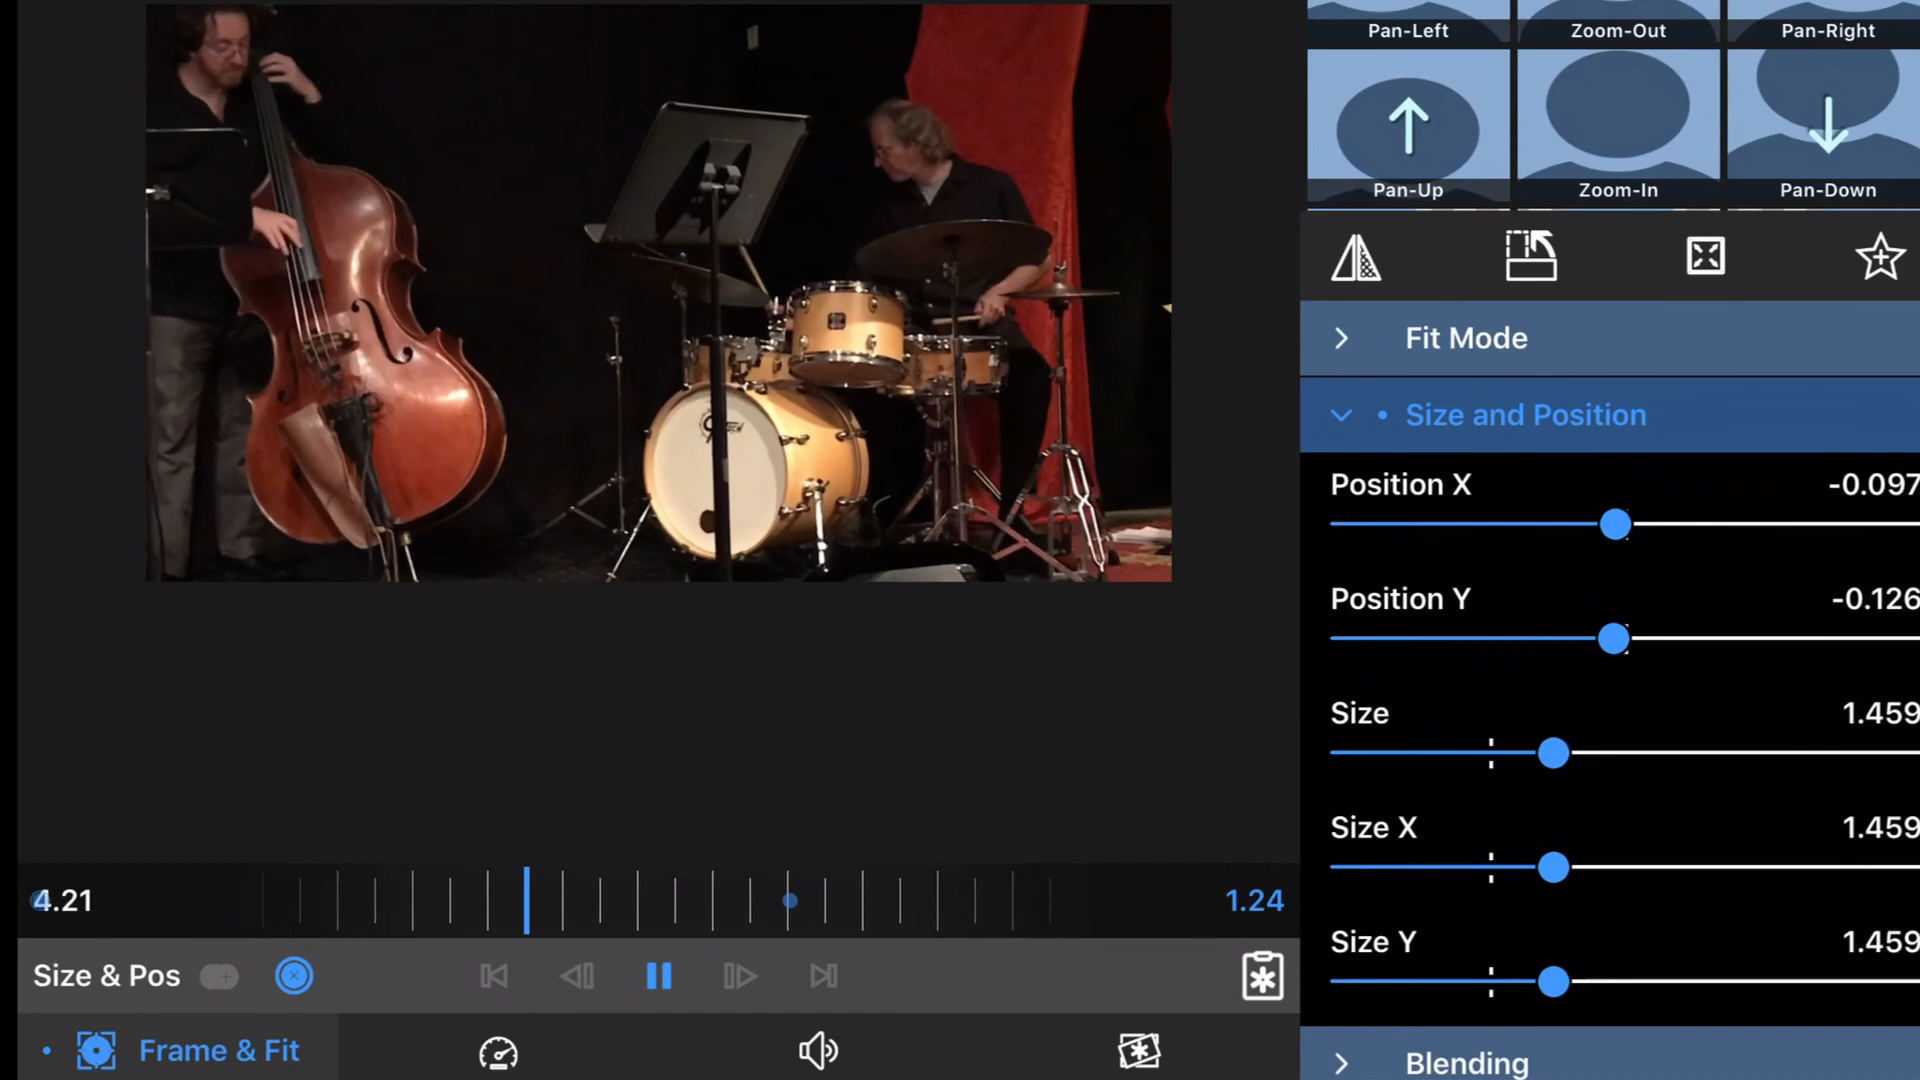 Pan-Left
Zoom-Out
Pan-Right
Pan-Up
Zoom-In
Pan-Down
Fit Mode
Size and Position
Position X
-0.097
Position Y
-0.126
Size
1.459
Size X
1.459
Size Y
1.459
Blending
4.21
1.24
Size & Pos
Frame & Fit